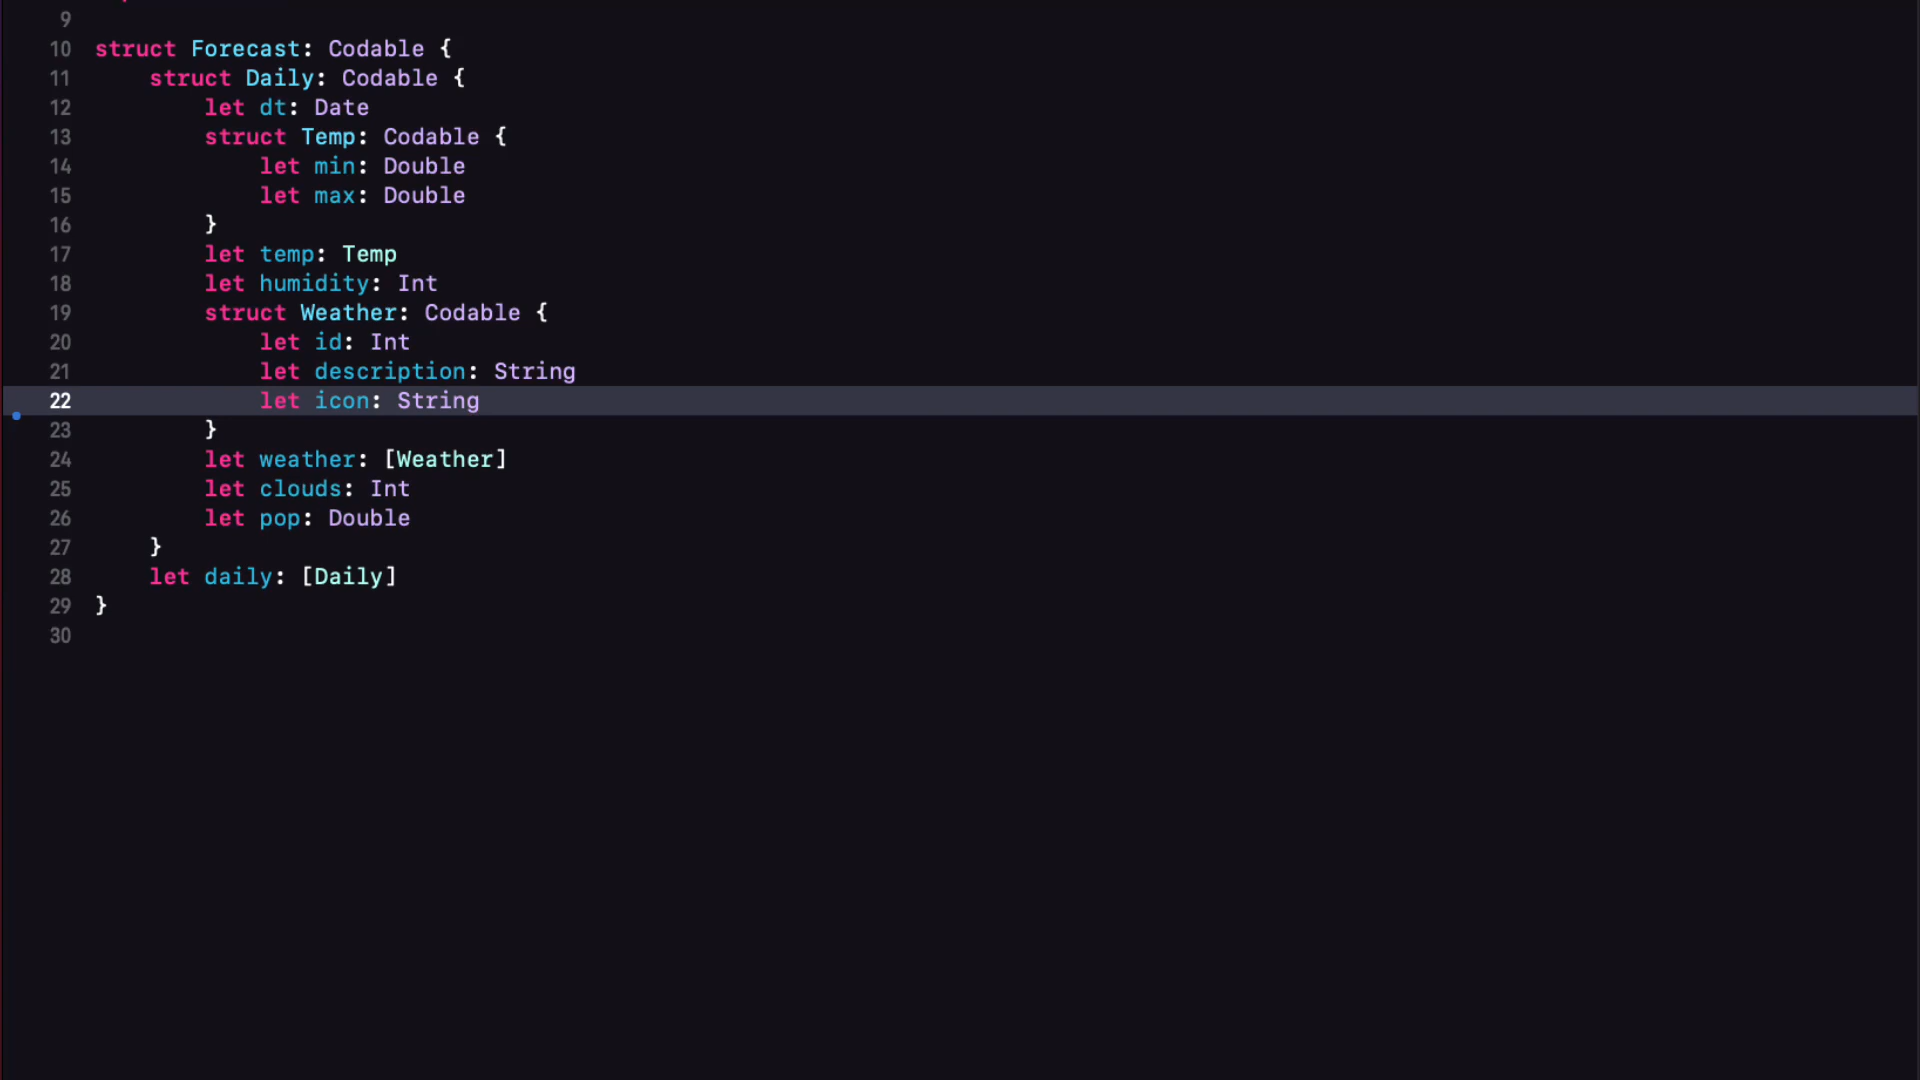 9
10 struct Forecast: Codable {
11     struct Daily: Codable {
12         let dt: Date
13         struct Temp: Codable {
14             let min: Double
15             let max: Double
16         }
17         let temp: Temp
18         let humidity: Int
19         struct Weather: Codable {
20             let id: Int
21             let description: String
22             let icon: String
23         }
24         let weather: [Weather]
25         let clouds: Int
26         let pop: Double
27     }
28     let daily: [Daily]
29 }
30